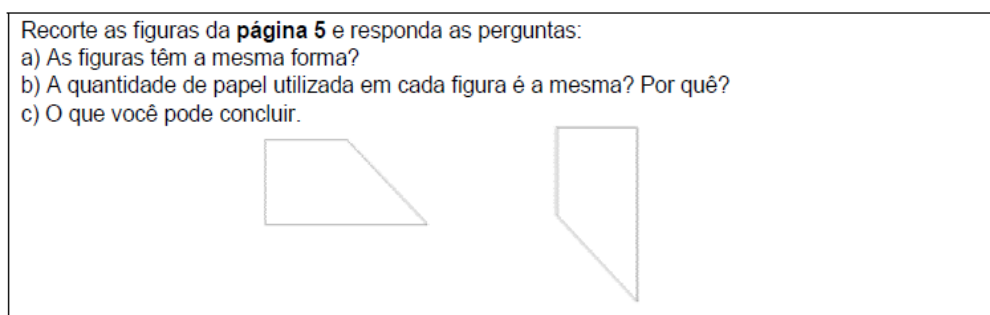 Recorte as figuras da página 5 e responda as perguntas:
a) As figuras têm a mesma forma?
b) A quantidade de papel utilizada em cada figura é a mesma? Por quê?
c) O que você pode concluir.